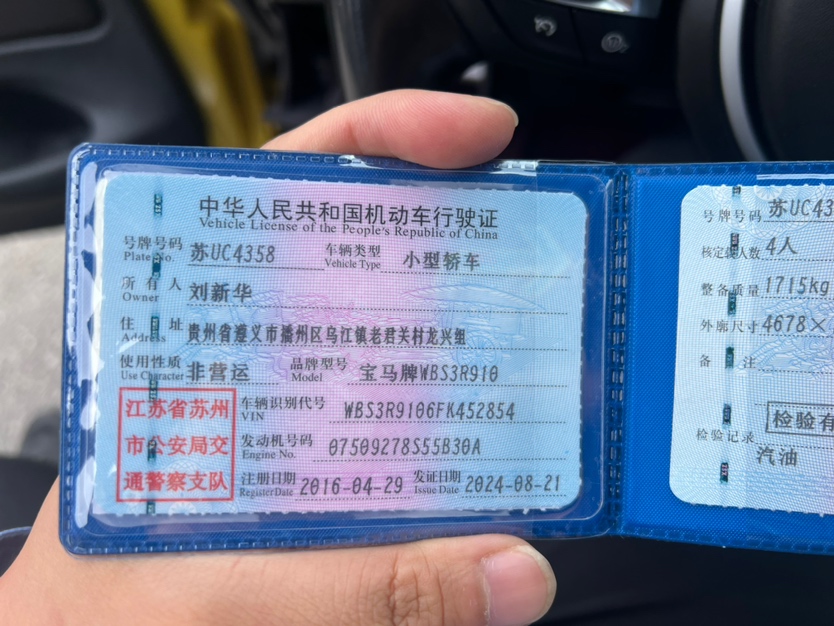 中华人民共和国机动车行驶证
Vehicle License of the People's Republic of China
号牌号码 苏UC4358 车辆类型 小型轿车
Plate No. Vehicle Type
所有人 刘新华
Owner
住址 贵州省遵义市播州区乌江镇老君关村龙兴组
Address
使用性质 非营运 品牌型号 宝马牌WBS3R910
Use Character Model
江苏省苏州
市公安局交
通警察支队
车辆识别代号 WBS3R9106FK452854
VIN
发动机号码 07509278S55B30A
Engine No.
注册日期 2016-04-29 发证日期 2024-08-21
Register Date Issue Date
号牌号码 苏UC43
核定载人数 4人
整备质量 1715kg
外廓尺寸 4678×
备注
检验有
检验记录
汽油